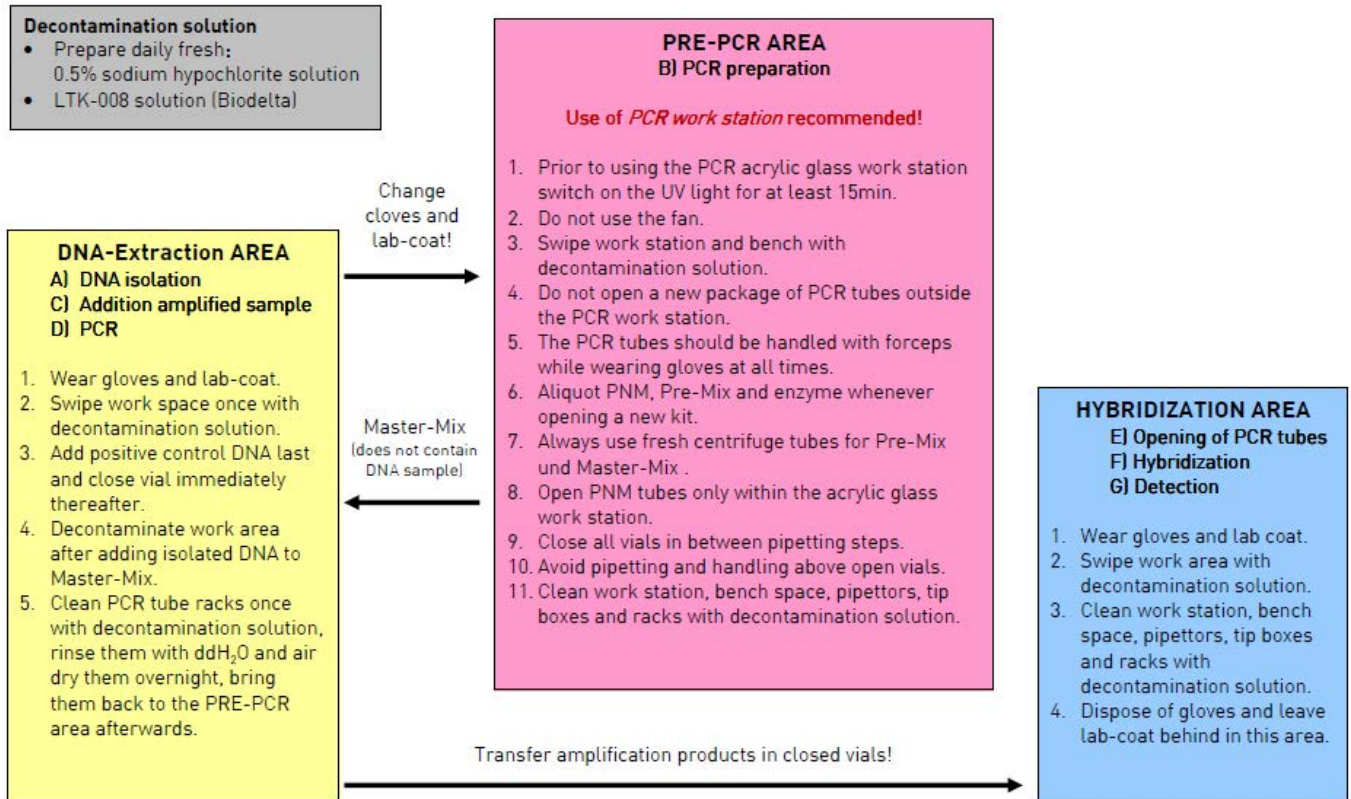 Decontamination solution
• Prepare daily fresh:
0.5% sodium hypochlorite solution
• LTK-008 solution (Biodelta)
DNA-Extraction AREA
A) DNA isolation
C) Addition amplified sample
D) PCR
1. Wear gloves and lab-coat.
2. Swipe work space once with
decontamination solution.
3. Add positive control DNA last
and close vial immediately
thereafter.
4. Decontaminate work area
after adding isolated DNA to
Master-Mix.
5. Clean PCR tube racks once
with decontamination solution,
rinse them with ddH₂O and air
dry them overnight, bring
them back to the PRE-PCR
area afterwards.
Change
cloves and
lab-coat!
Master-Mix
(does not contain
DNA sample)
PRE-PCR AREA
B) PCR preparation
Use of PCR work station recommended!
1. Prior to using the PCR acrylic glass work station
switch on the UV light for at least 15min.
2. Do not use the fan.
3. Swipe work station and bench with
decontamination solution.
4. Do not open a new package of PCR tubes outside
the PCR work station.
5. The PCR tubes should be handled with forceps
while wearing gloves at all times.
6. Aliquot PNM, Pre-Mix and enzyme whenever
opening a new kit.
7. Always use fresh centrifuge tubes for Pre-Mix
und Master-Mix .
8. Open PNM tubes only within the acrylic glass
work station.
9. Close all vials in between pipetting steps.
10. Avoid pipetting and handling above open vials.
11. Clean work station, bench space, pipettors, tip
boxes and racks with decontamination solution.
HYBRIDIZATION AREA
E) Opening of PCR tubes
F) Hybridization
G) Detection
1. Wear gloves and lab coat.
2. Swipe work area with
decontamination solution.
3. Clean work station, bench
space, pipettors, tip boxes
and racks with
decontamination solution.
4. Dispose of gloves and leave
lab-coat behind in this area.
Transfer amplification products in closed vials!